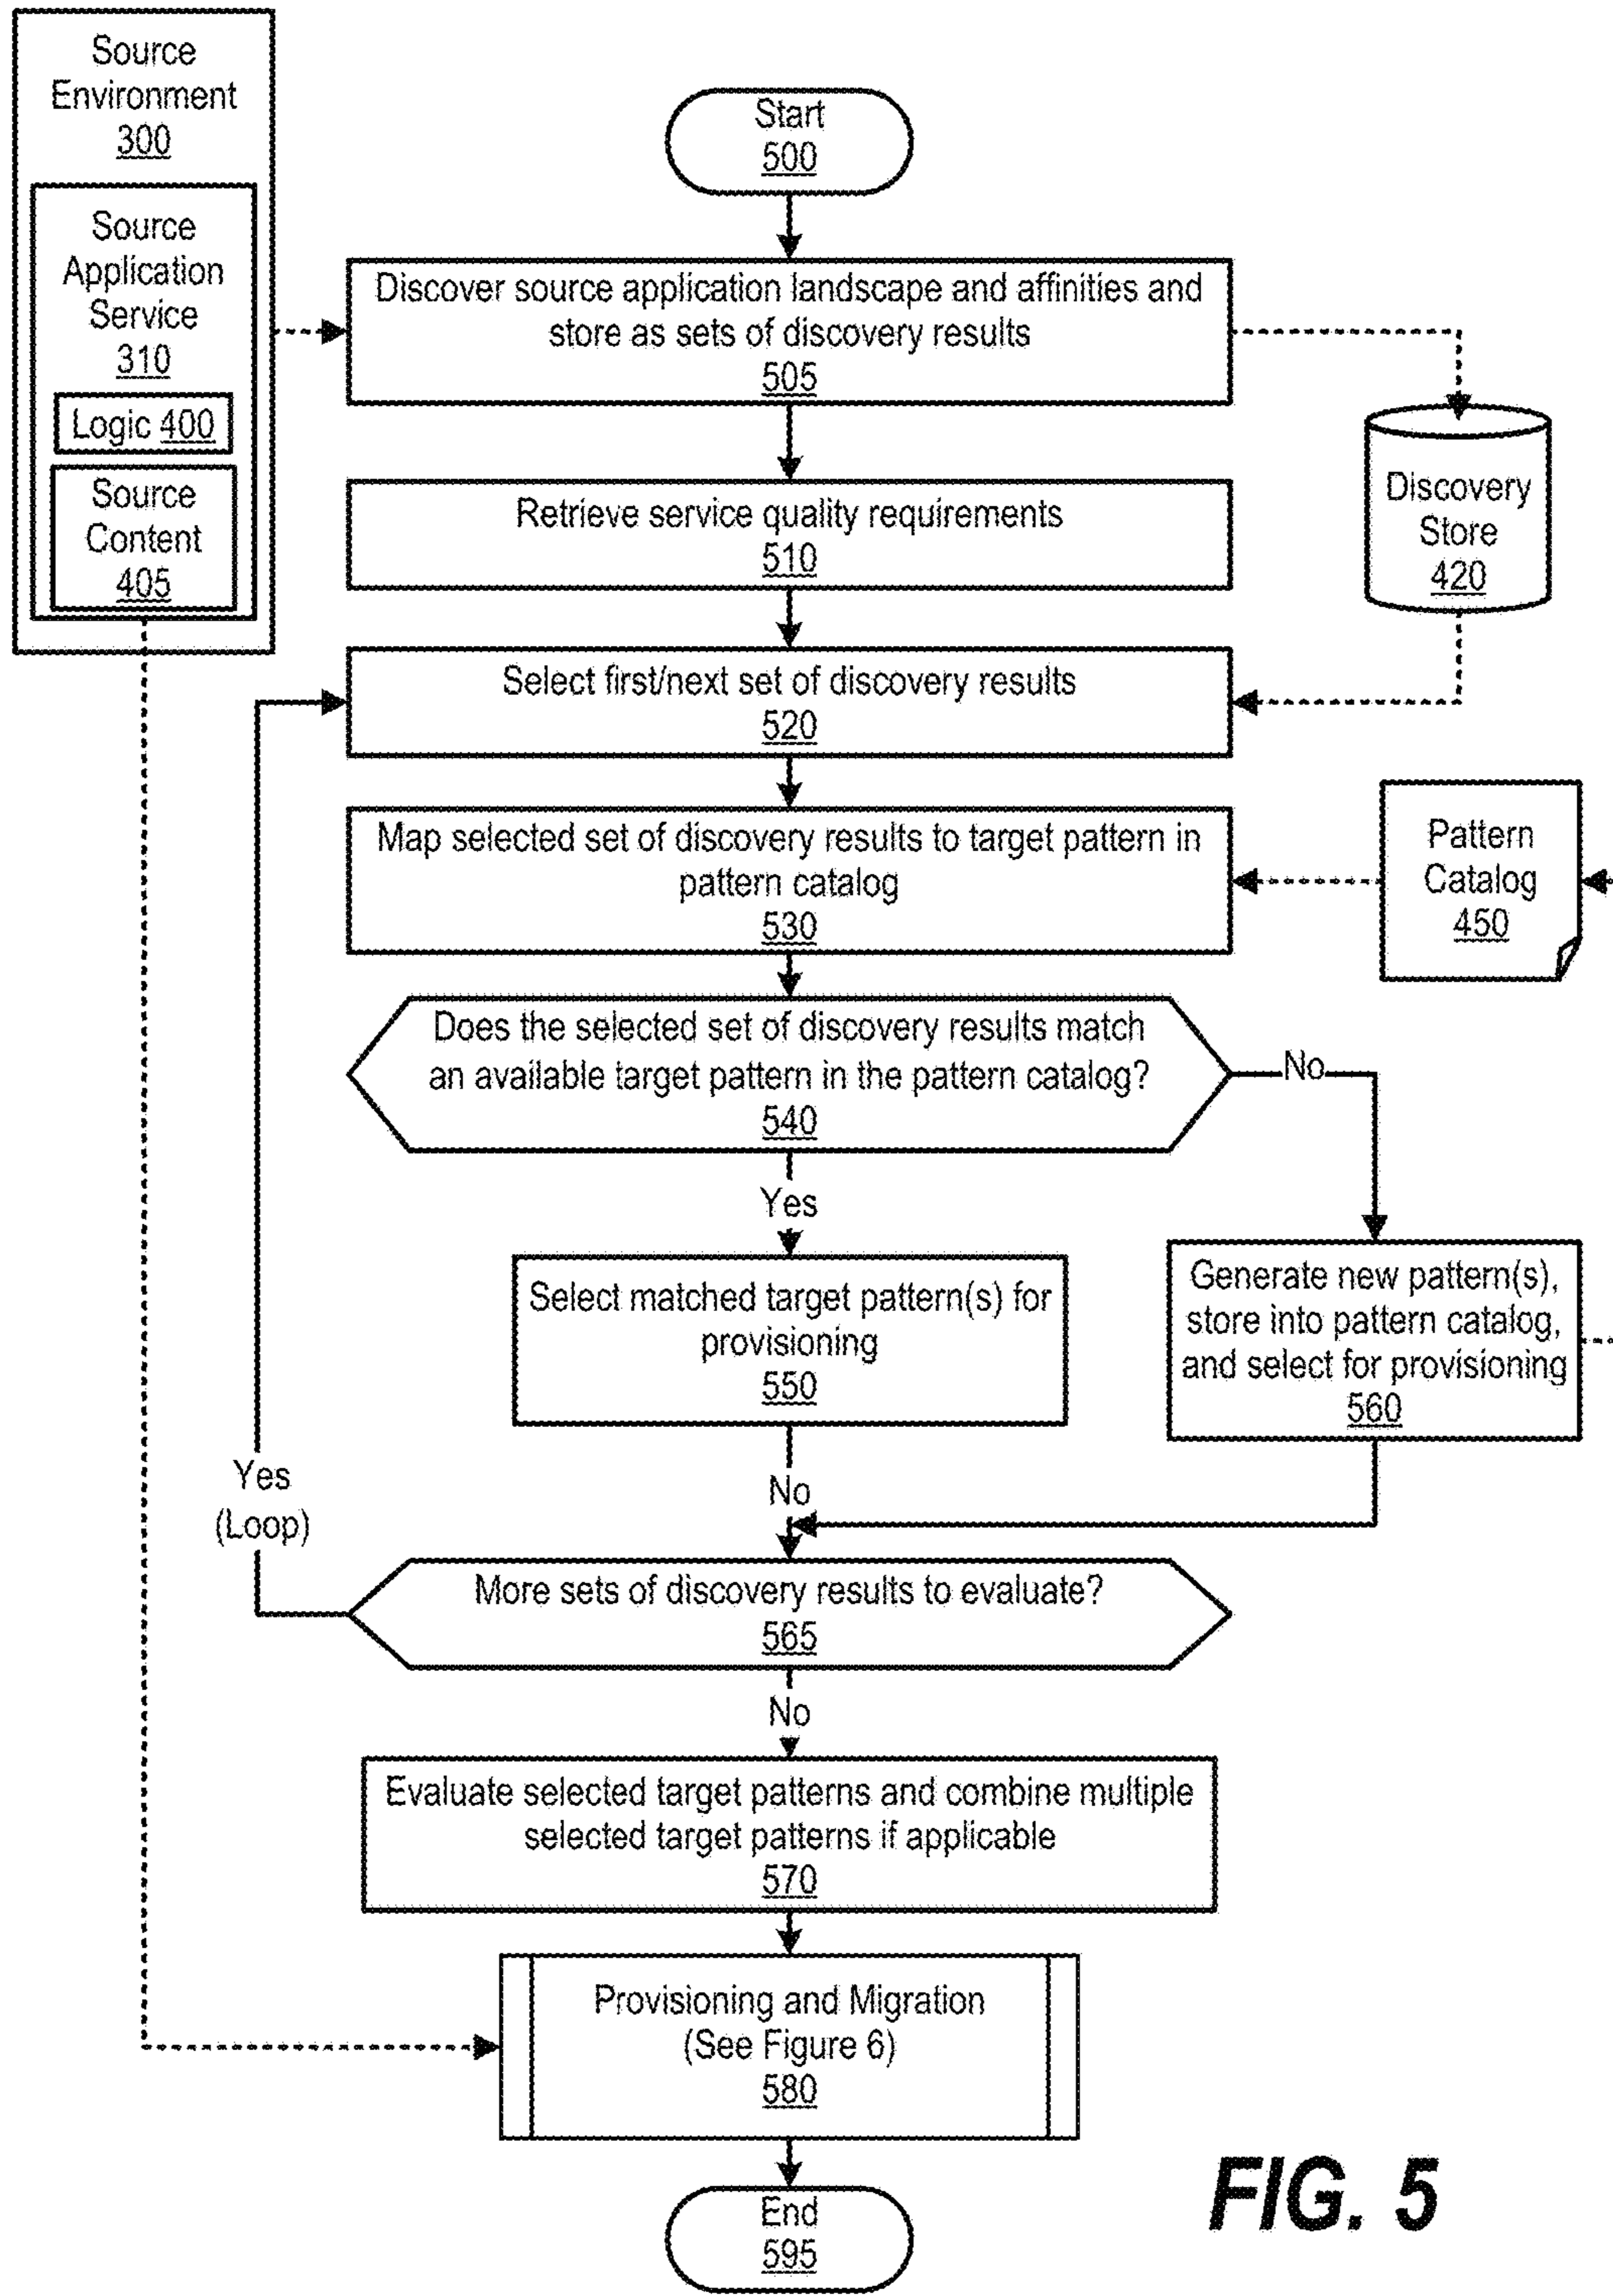 Source
Environment
300
Source
Application
Service
310
Logic 400
Source
Content
405
Start
500
Discover source application landscape and affinities and
store as sets of discovery results
505
Discovery
Store
420
Retrieve service quality requirements
510
Select first/next set of discovery results
520
Map selected set of discovery results to target pattern in
pattern catalog
530
Pattern
Catalog
450
Does the selected set of discovery results match
an available target pattern in the pattern catalog?
540
No
Yes
Select matched target pattern(s) for
provisioning
550
Generate new pattern(s),
store into pattern catalog,
and select for provisioning
560
No
Yes
(Loop)
More sets of discovery results to evaluate?
565
No
Evaluate selected target patterns and combine multiple
selected target patterns if applicable
570
Provisioning and Migration
(See Figure 6)
580
End
595
FIG. 5